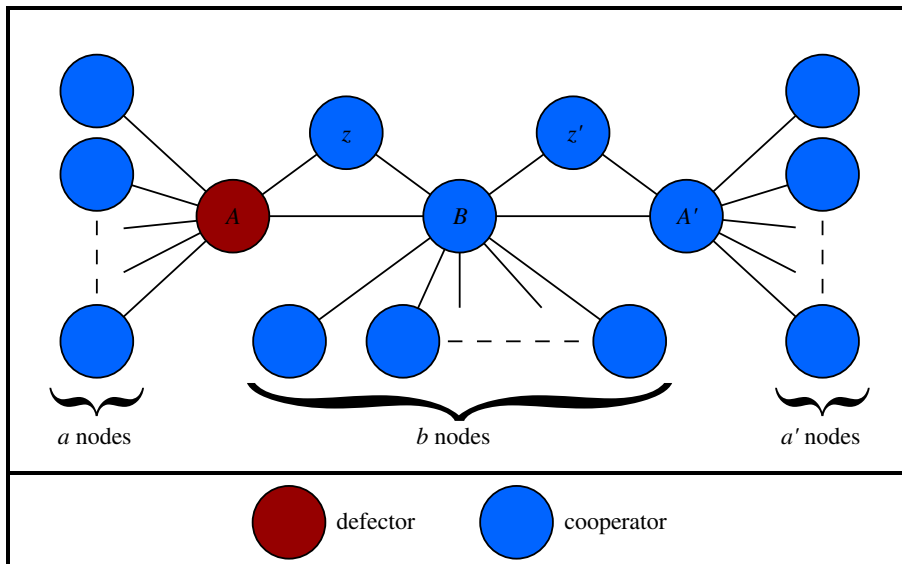 z
z'
A
B
A'
a nodes
b nodes
a' nodes
defector
cooperator